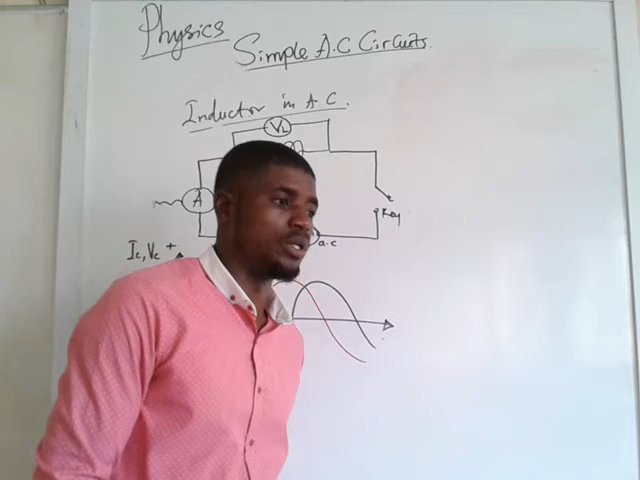 Physics
Simple A.C Circuits.
Inductor in A C.
VL
A
Key
a.c
Ic, Vc +